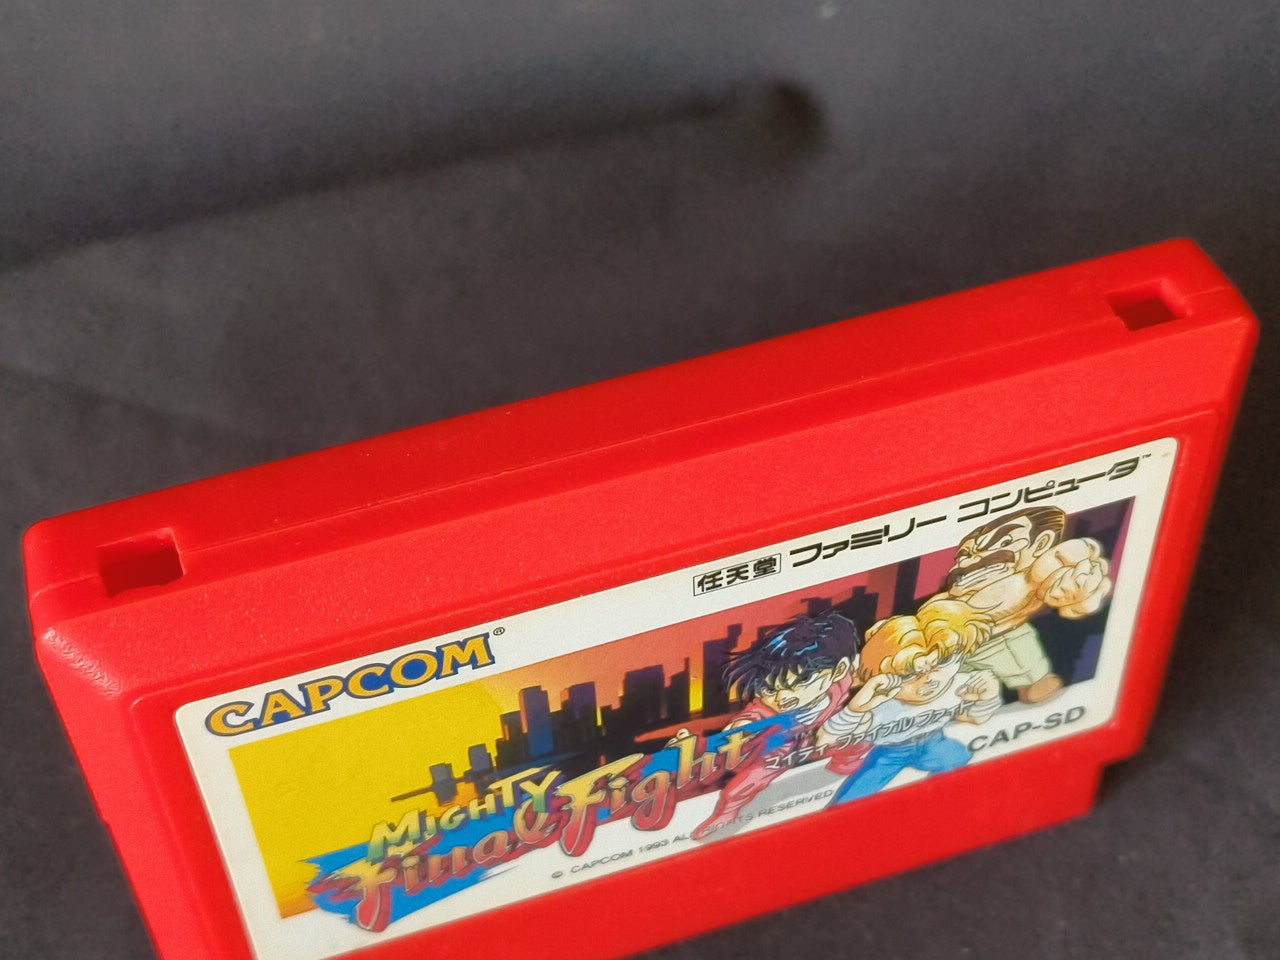 任天堂 ファミリー コンピュータ™
CAPCOM®
MIGHTY
Final Fight
マイティ ファイナル ファイト
CAP-SD
© CAPCOM 1993 ALL RIGHTS RESERVED